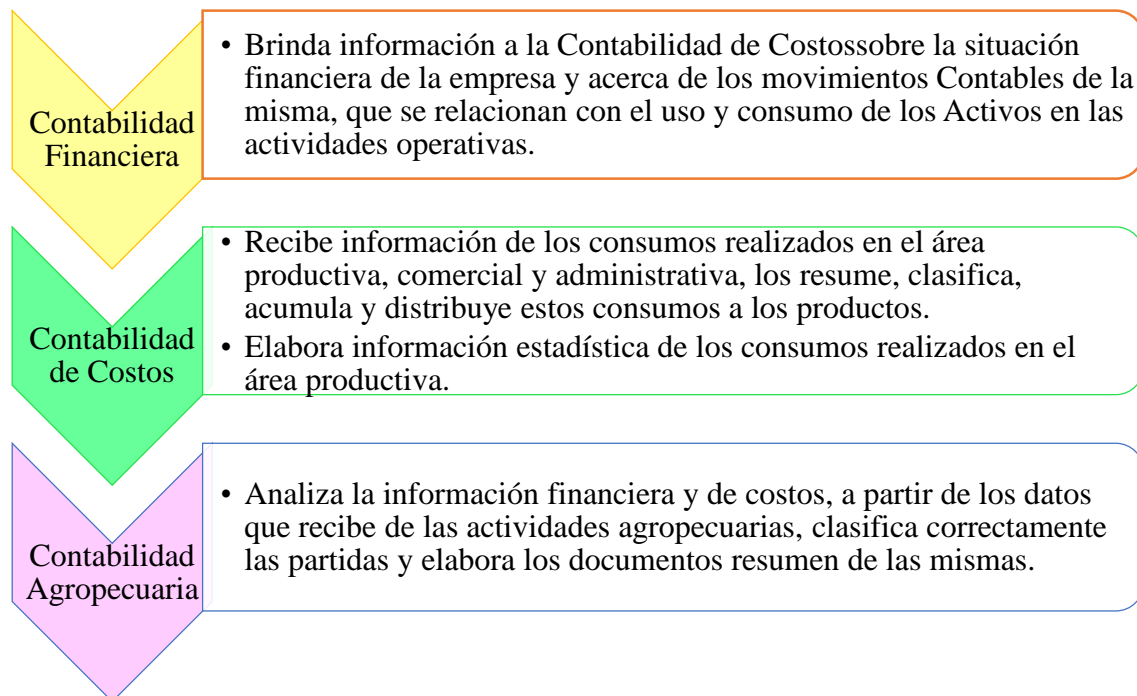 Contabilidad
Financiera
• Brinda información a la Contabilidad de Costossobre la situación
financiera de la empresa y acerca de los movimientos Contables de la
misma, que se relacionan con el uso y consumo de los Activos en las
actividades operativas.
Contabilidad
de Costos
• Recibe información de los consumos realizados en el área
productiva, comercial y administrativa, los resume, clasifica,
acumula y distribuye estos consumos a los productos.
• Elabora información estadística de los consumos realizados en el
área productiva.
Contabilidad
Agropecuaria
• Analiza la información financiera y de costos, a partir de los datos
que recibe de las actividades agropecuarias, clasifica correctamente
las partidas y elabora los documentos resumen de las mismas.